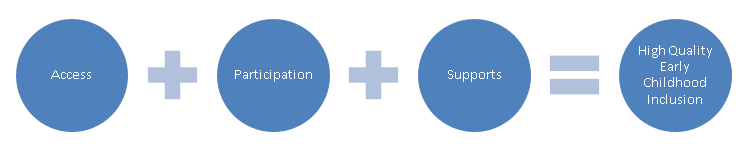 Access
Participation
Supports
High Quality
Early
Childhood
Inclusion